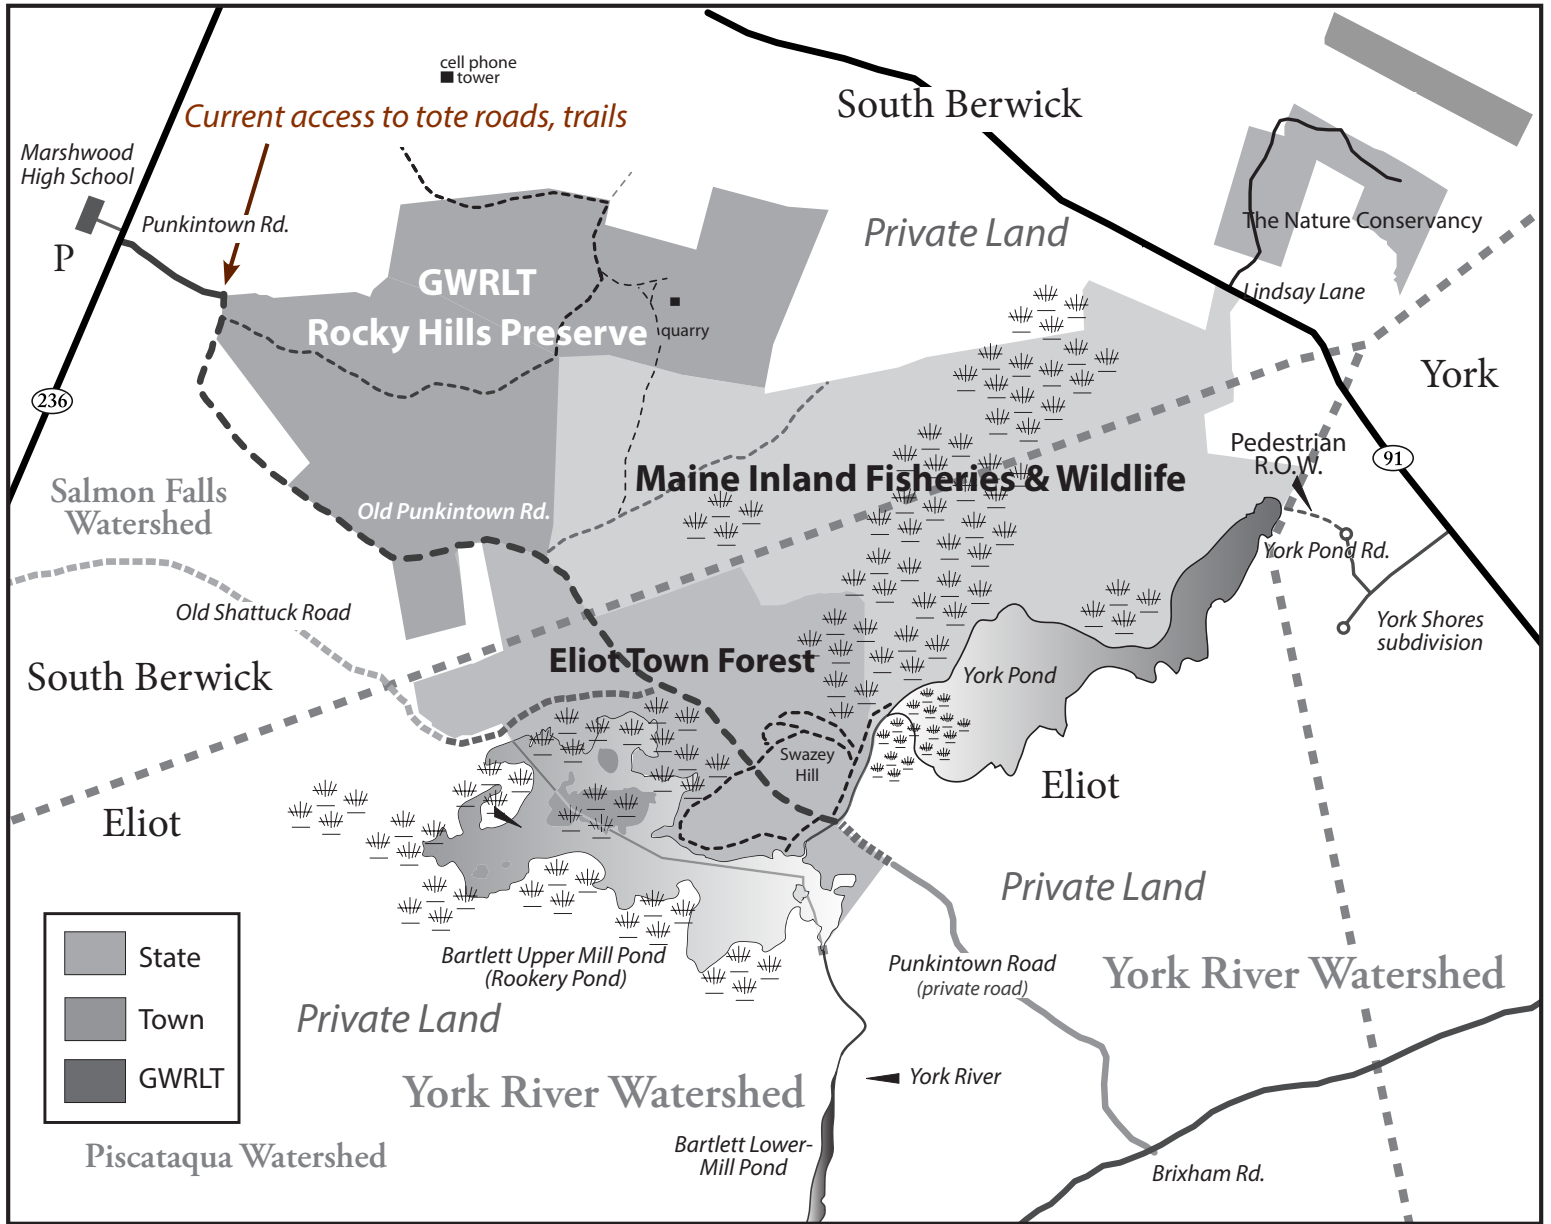 cell phone
tower
South Berwick
Current access to tote roads, trails
Marshwood
High School
Punkintown Rd.
P
Private Land
The Nature Conservancy
GWRLT
Rocky Hills Preserve
quarry
Lindsay Lane
236
York
Pedestrian
R.O.W.
91
Maine Inland Fisheries & Wildlife
Salmon Falls
Watershed
Old Punkintown Rd.
York Pond Rd.
Old Shattuck Road
York Shores
subdivision
South Berwick
Eliot Town Forest
York Pond
Swazey
Hill
Eliot
Eliot
Private Land
Bartlett Upper Mill Pond
(Rookery Pond)
Punkintown Road
(private road)
York River Watershed
State
Town
GWRLT
Private Land
York River Watershed
York River
Piscataqua Watershed
Bartlett Lower-
Mill Pond
Brixham Rd.